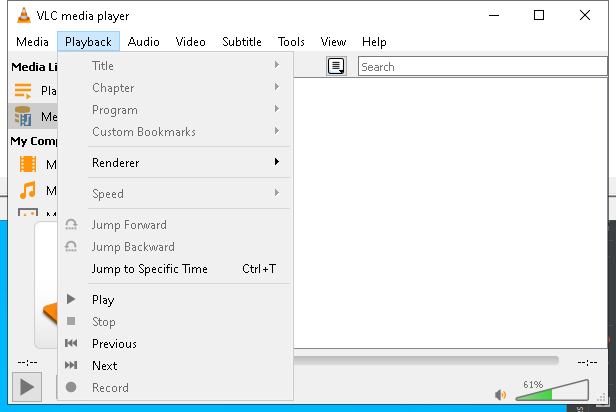 VLC media player
Media Playback Audio Video Subtitle Tools View Help
Media Li
Title
Search
Pla
Chapter
Me
Program
Custom Bookmarks
My Comp
M
Renderer
M
Speed
Jump Forward
Jump Backward
Jump to Specific Time Ctrl+T
Play
Stop
Previous
--:-- Next --:--
Record
61%